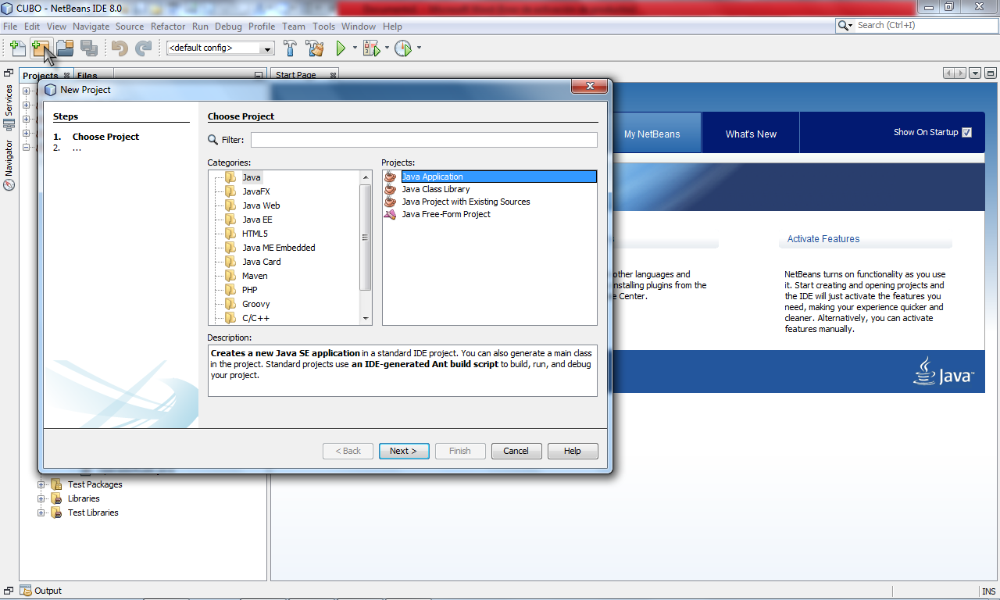 CUBO - NetBeans IDE 8.0
File Edit View Navigate Source Refactor Run Debug Profile Team Tools Window Help
Search (Ctrl+I)
<default config>
Projects Files
Start Page
Services
Navigator
New Project
Steps
1. Choose Project
2. ...
Choose Project
Filter:
Categories:
Java
JavaFX
Java Web
Java EE
HTML5
Java ME Embedded
Java Card
Maven
PHP
Groovy
C/C++
Projects:
Java Application
Java Class Library
Java Project with Existing Sources
Java Free-Form Project
Description:
Creates a new Java SE application in a standard IDE project. You can also generate a main class
in the project. Standard projects use an IDE-generated Ant build script to build, run, and debug
your project.
< Back Next > Finish Cancel Help
My NetBeans
What's New
Show On Startup
Activate Features
other languages and
nstalling plugins from the
Center.
NetBeans turns on functionality as you use
it. Start creating and opening projects and
the IDE will just activate the features you
need, making your experience quicker and
cleaner. Alternatively, you can activate
features manually.
Java
Test Packages
Libraries
Test Libraries
Output
INS